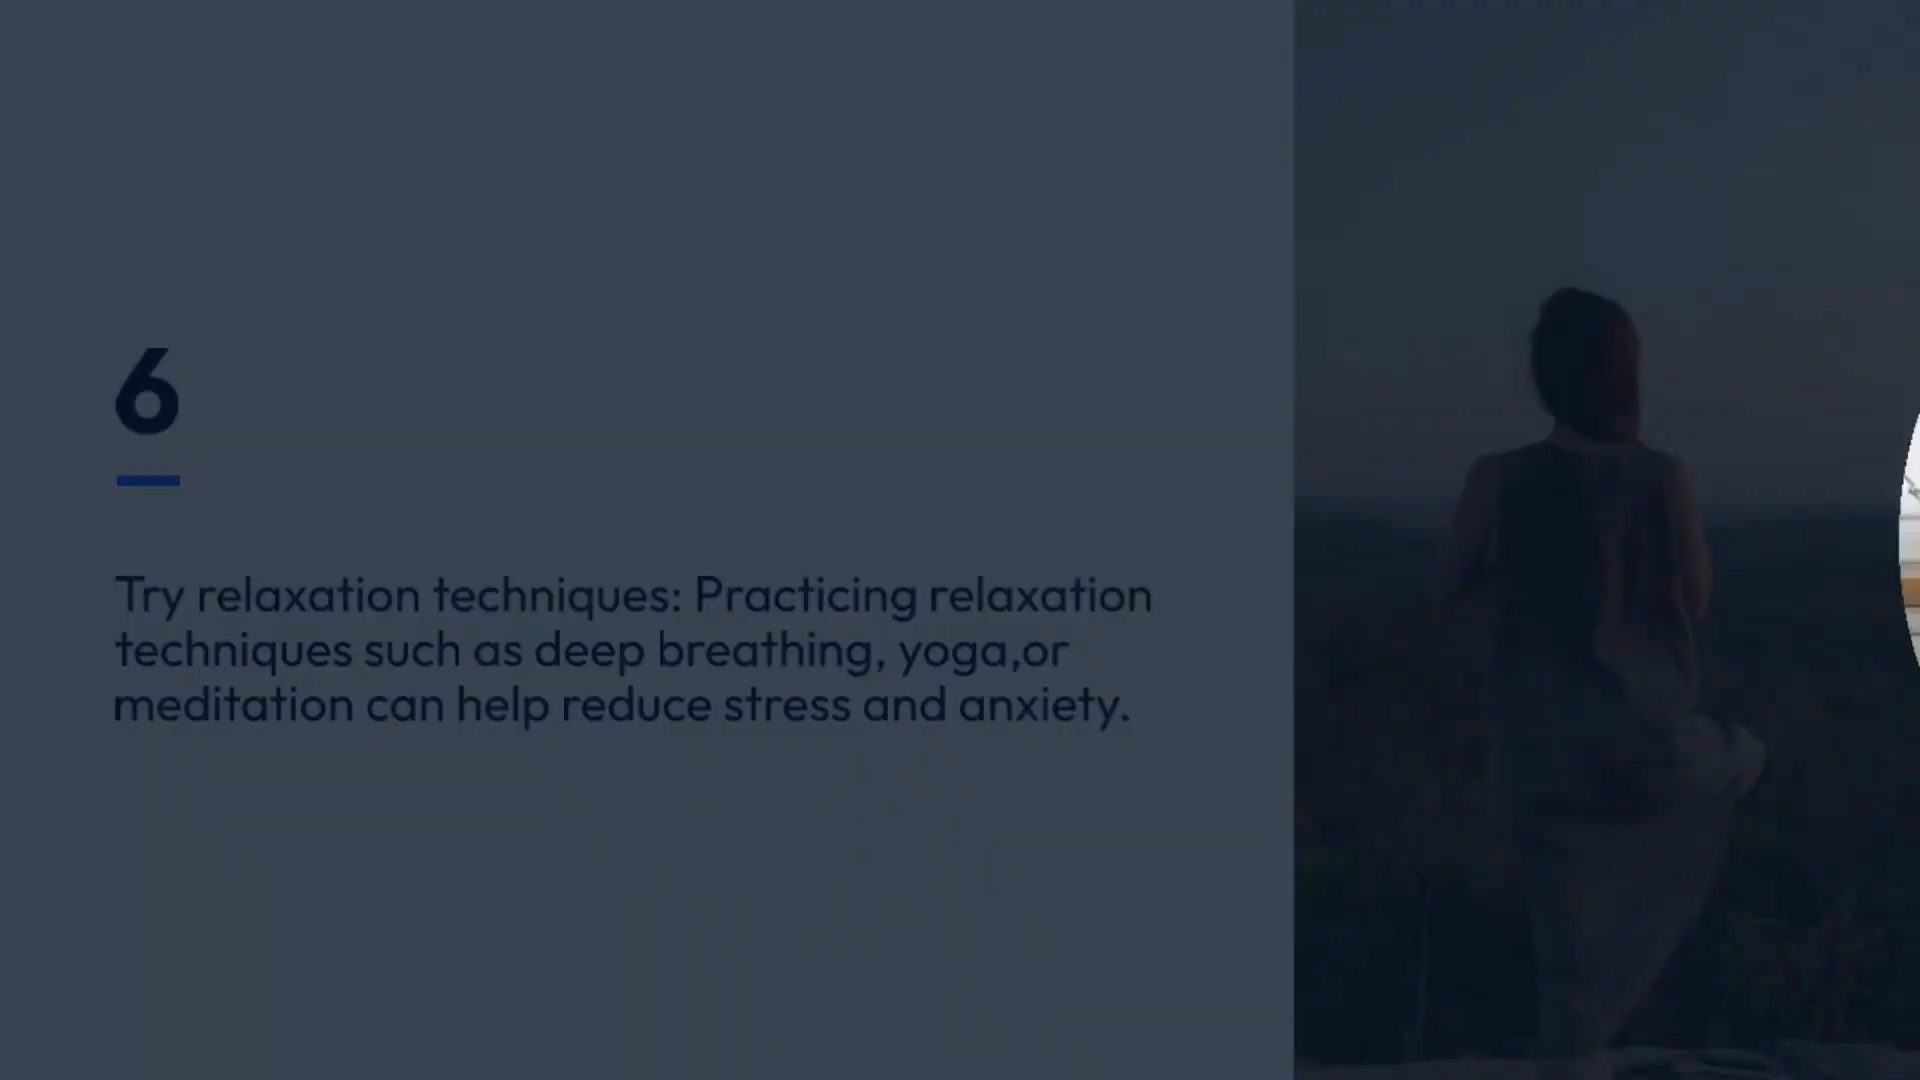 6
Try relaxation techniques: Practicing relaxation
techniques such as deep breathing, yoga,or
meditation can help reduce stress and anxiety.